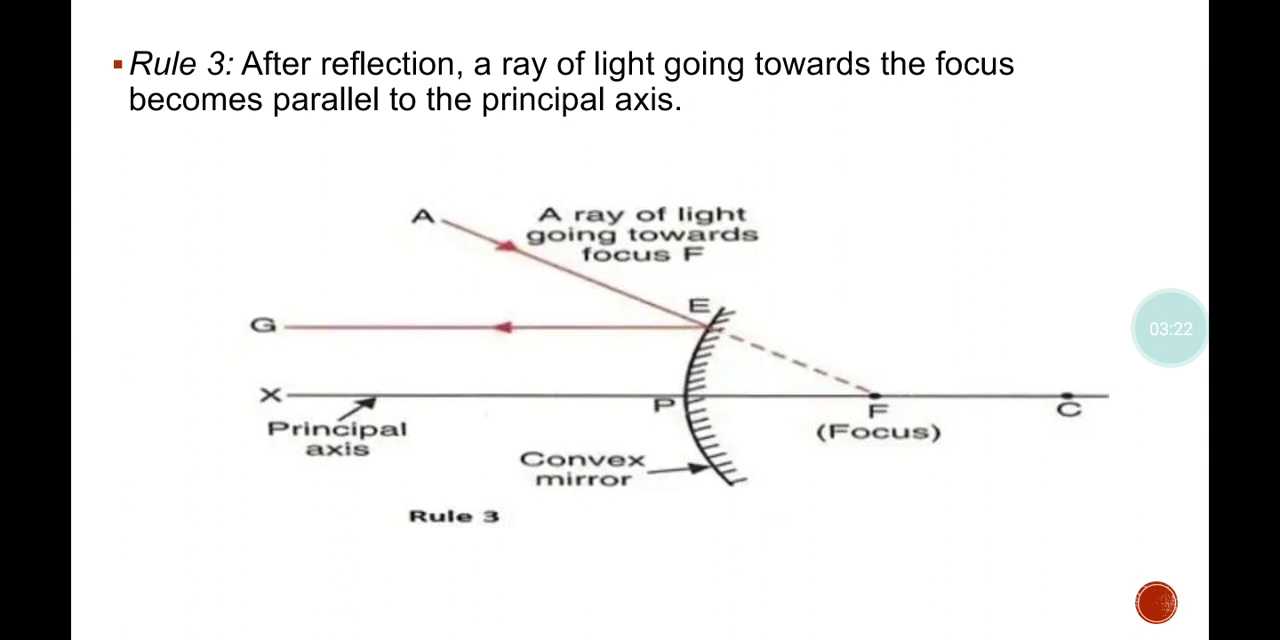 Rule 3: After reflection, a ray of light going towards the focus
becomes parallel to the principal axis.
A
A ray of light
going towards
focus F
E
G
03:22
X
P
F
C
Principal
axis
(Focus)
Convex
mirror
Rule 3